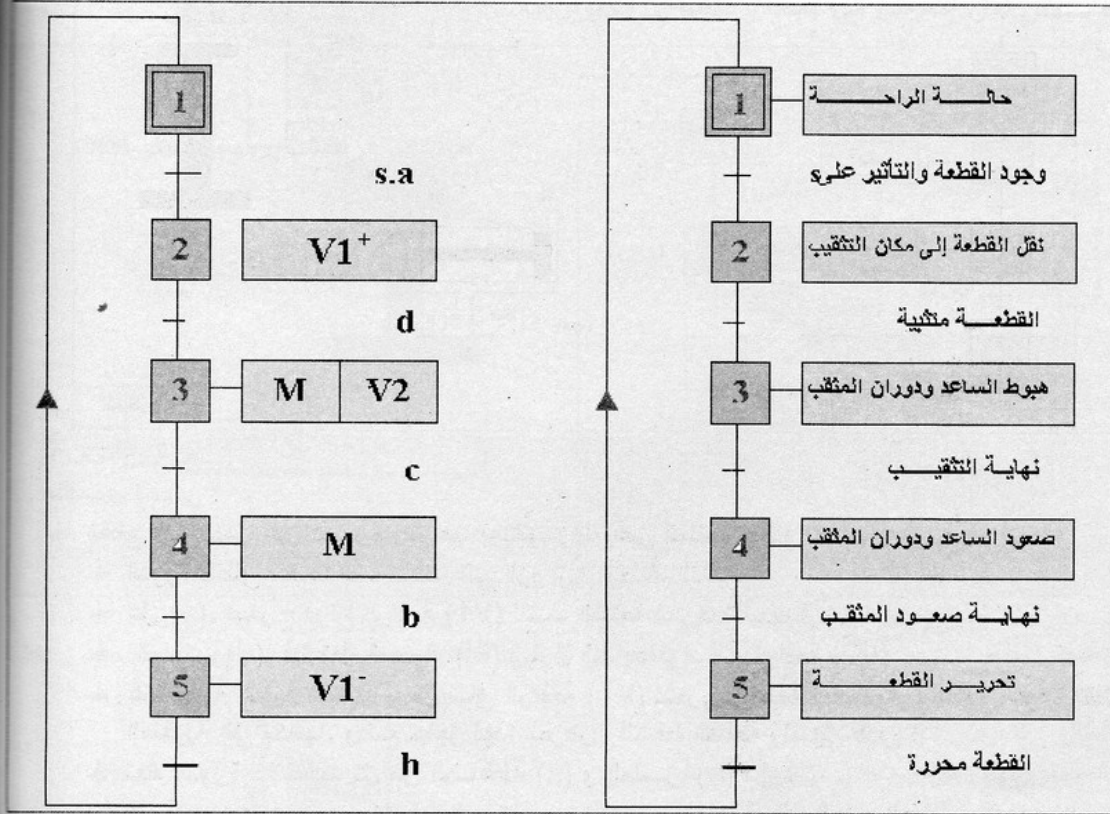 1
s.a
2 V1⁺
d
3 M V2
c
4 M
b
5 V1⁻
h
1 حالة الراحة
وجود القطعة والتأثير علىs
2 نقل القطعة إلى مكان التثقيب
القطعة متثبية
3 هبوط الساعد ودوران المثقب
نهاية التثقيب
4 صعود الساعد ودوران المثقب
نهاية صعود المثقب
5 تحرير القطعة
القطعة محررة